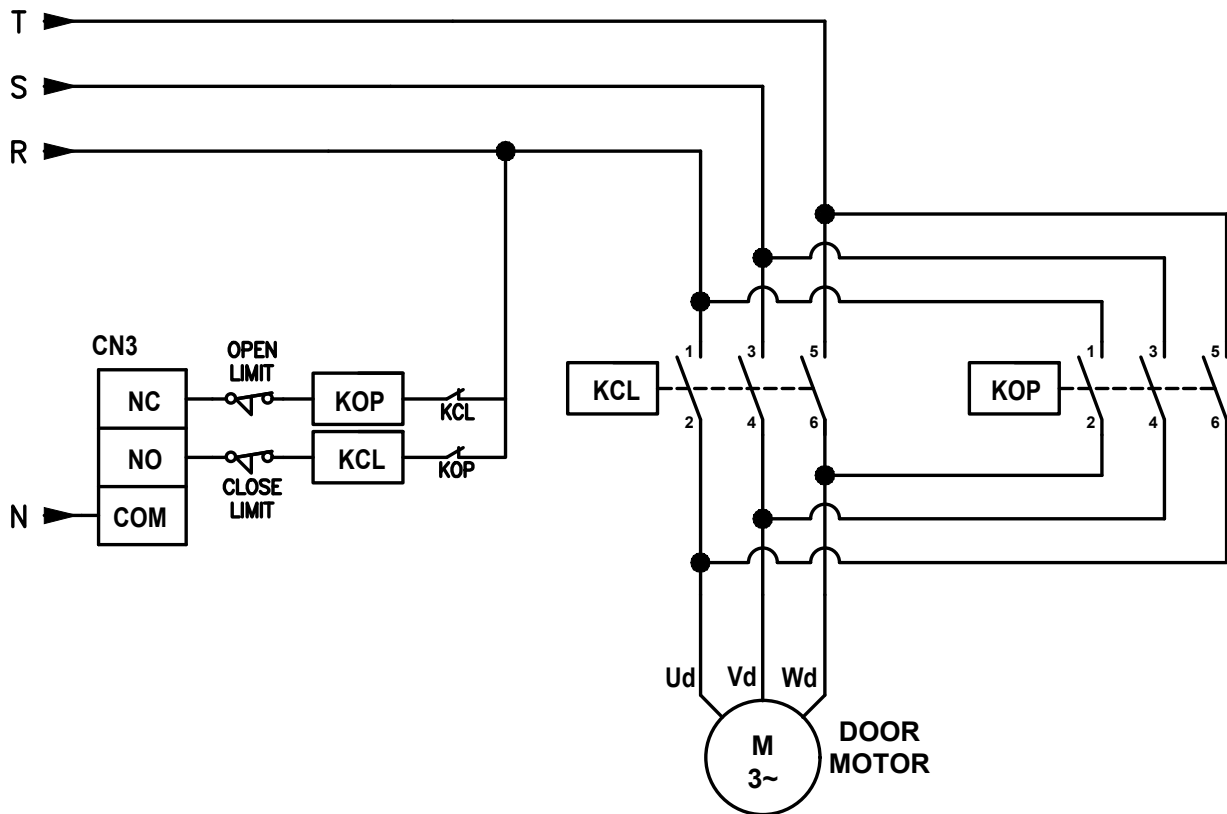 T
S
R
1 3 5
1 3 5
CN3
OPEN
LIMIT
NC
KOP
KCL
KCL
KOP
2 4 6
2 4 6
NO
KCL
KOP
CLOSE
LIMIT
N
COM
Ud Vd Wd
M
3~
DOOR
MOTOR